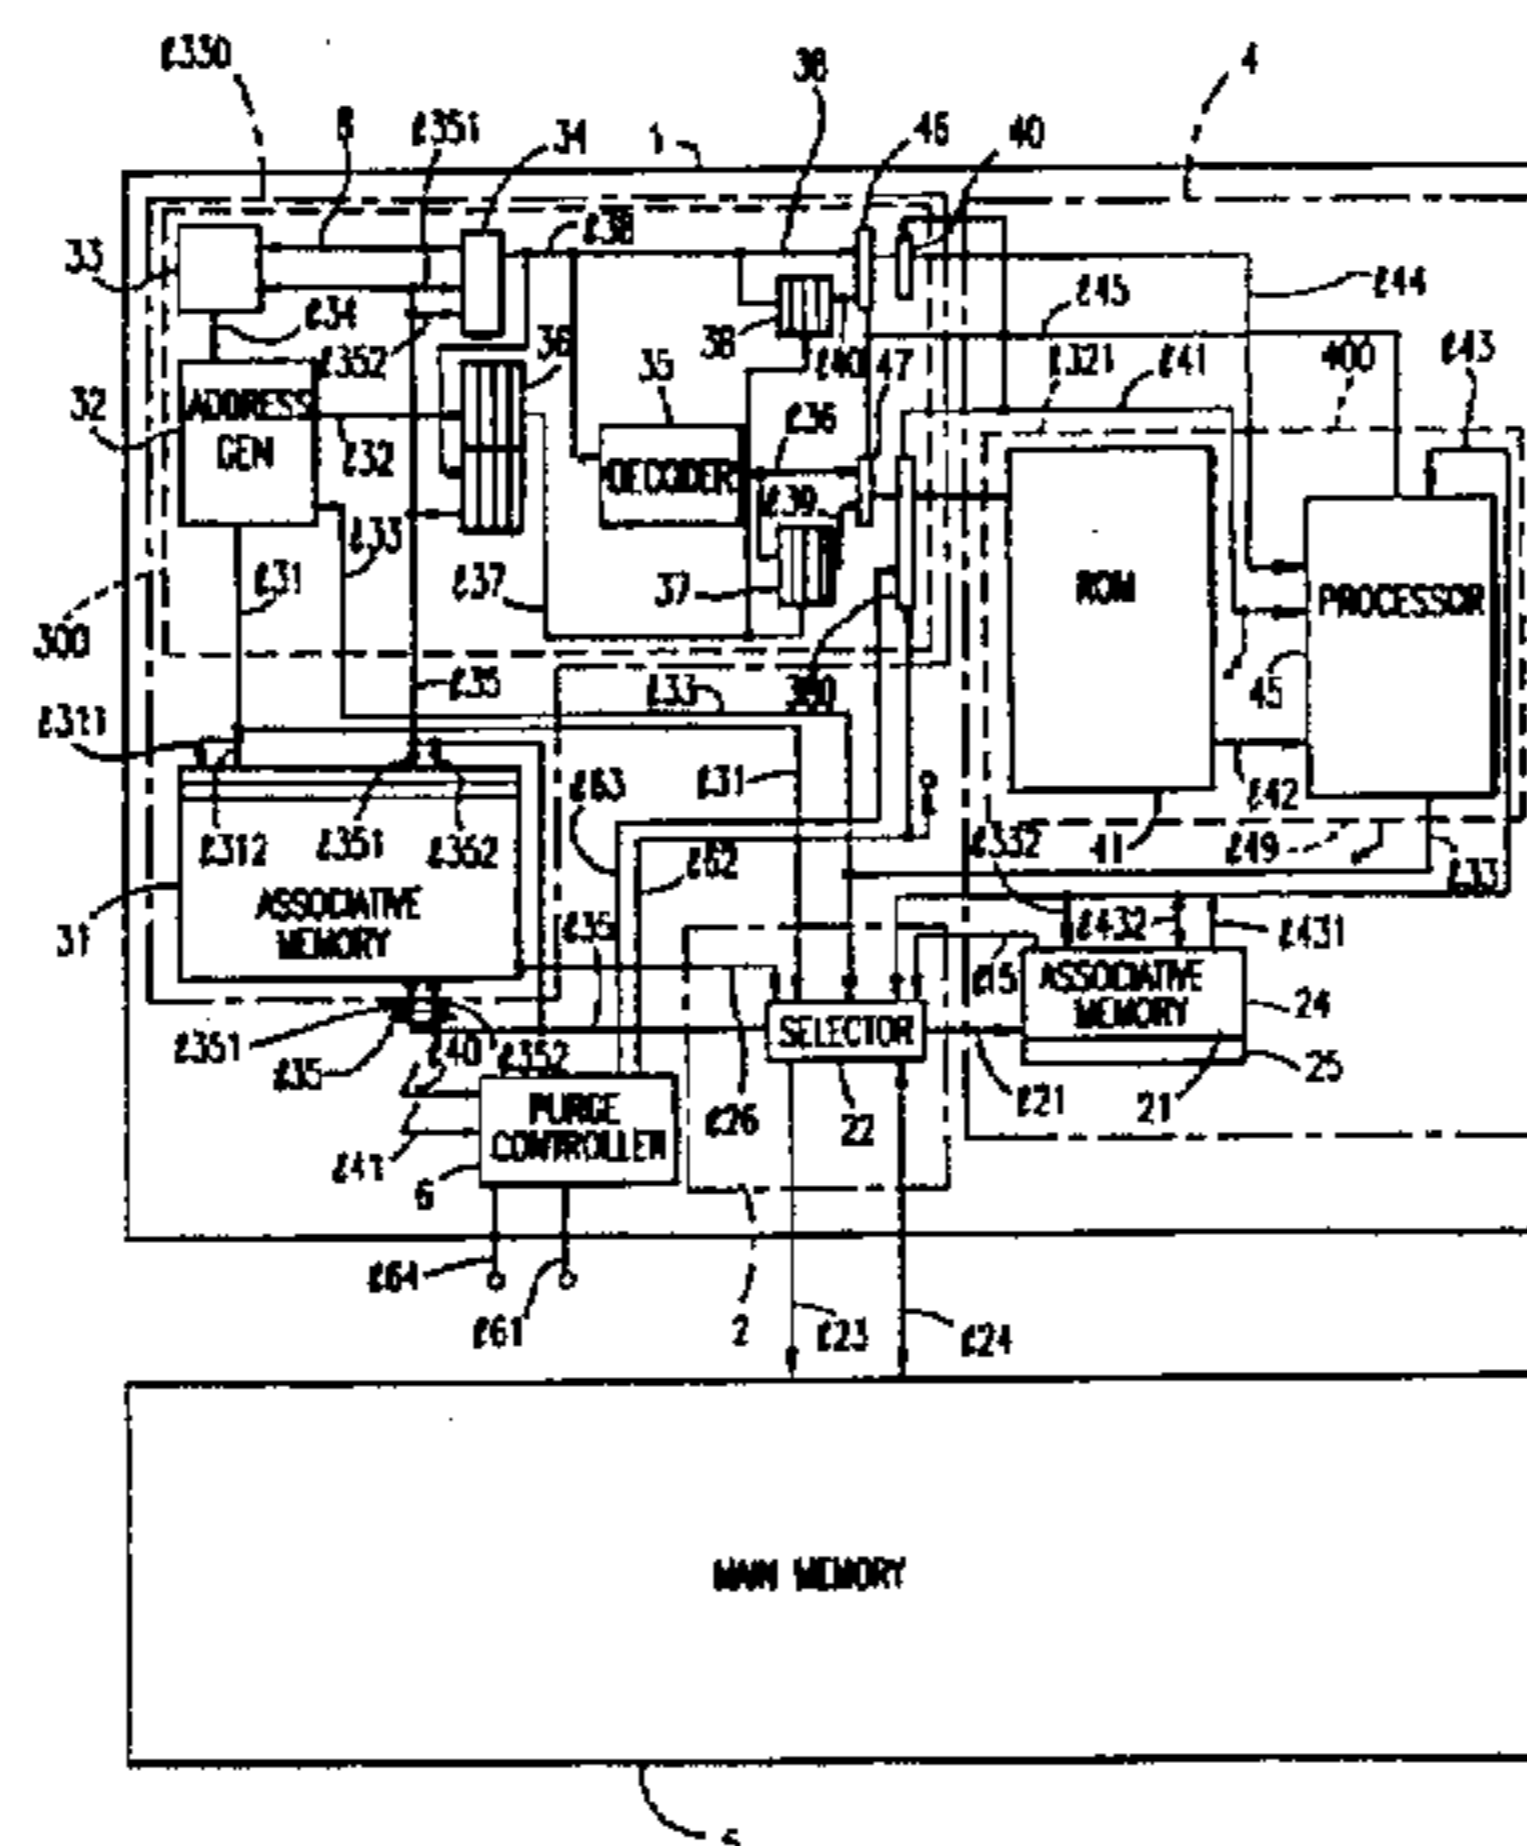 ℓ330
8
ℓ351
34
1
38
46
40
4
33
ℓ38
ℓ34
ℓ352
36
38
ℓ40
47
ℓ45
ℓ44
ℓ321
ℓ41
400
ℓ43
32
ADDRESS
GEN
ℓ32
35
DECODER
ℓ36
ℓ39
ℓ33
ℓ31
ℓ37
37
ROM
PROCESSOR
300
ℓ35
ℓ33
45
ℓ311
ℓ31
ℓ42
ℓ63
ℓ312
ℓ351
ℓ352
ℓ62
ℓ332
41
ℓ49
ℓ33
31
ASSOCIATIVE
MEMORY
ℓ35
ℓ432
ℓ431
ℓ15
ASSOCIATIVE
MEMORY
24
SELECTOR
ℓ351
ℓ35
ℓ40
ℓ352
25
PURGE
CONTROLLER
ℓ26
22
ℓ21
21
ℓ41
6
ℓ64
ℓ61
2
ℓ23
ℓ24
MAIN MEMORY